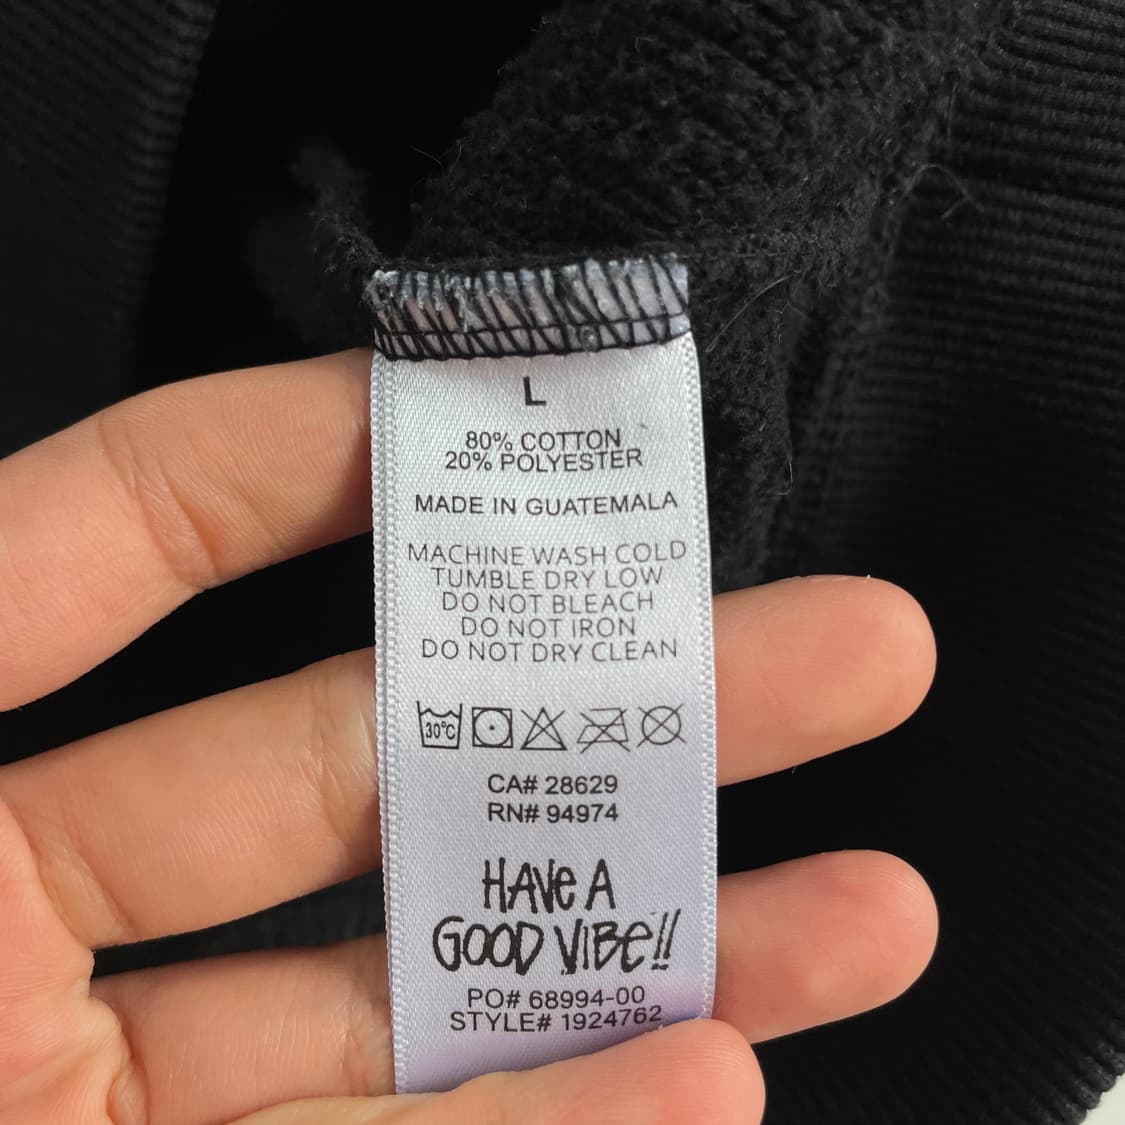 L
80% COTTON
20% POLYESTER
MADE IN GUATEMALA
MACHINE WASH COLD
TUMBLE DRY LOW
DO NOT BLEACH
DO NOT IRON
DO NOT DRY CLEAN
30°C
CA# 28629
RN# 94974
HAVE A
GOOD VIBE!!
PO# 68994-00
STYLE# 1924762